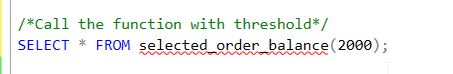 /*Call the function with threshold*/
SELECT * FROM selected_order_balance(2000);